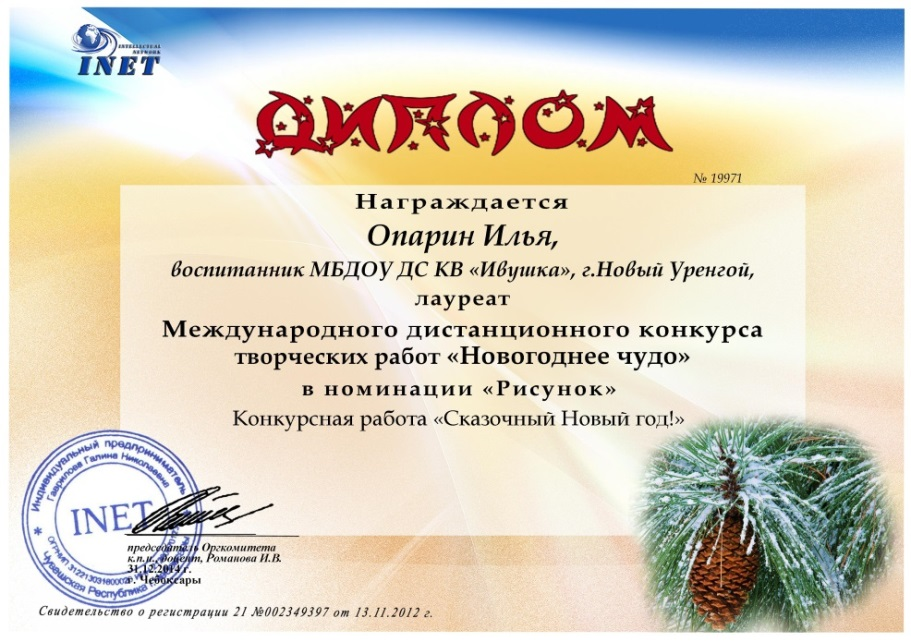 INTELLECTUAL
NETWORK
INET
ДИПЛОМ
№ 19971
Награждается
Опарин Илья,
воспитанник МБДОУ ДС КВ «Ивушка», г.Новый Уренгой,
лауреат
Международного дистанционного конкурса
творческих работ «Новогоднее чудо»
в номинации «Рисунок»
Конкурсная работа «Сказочный Новый год!»
Индивидуальный предприниматель
Гаврилова Галина Николаевна
INET
Чувашская Республика
председатель Оргкомитета
к.п.н., доцент, Романова И.В.
31.12.2014 г.
г. Чебоксары
Свидетельство о регистрации 21 №002349397 от 13.11.2012 г.